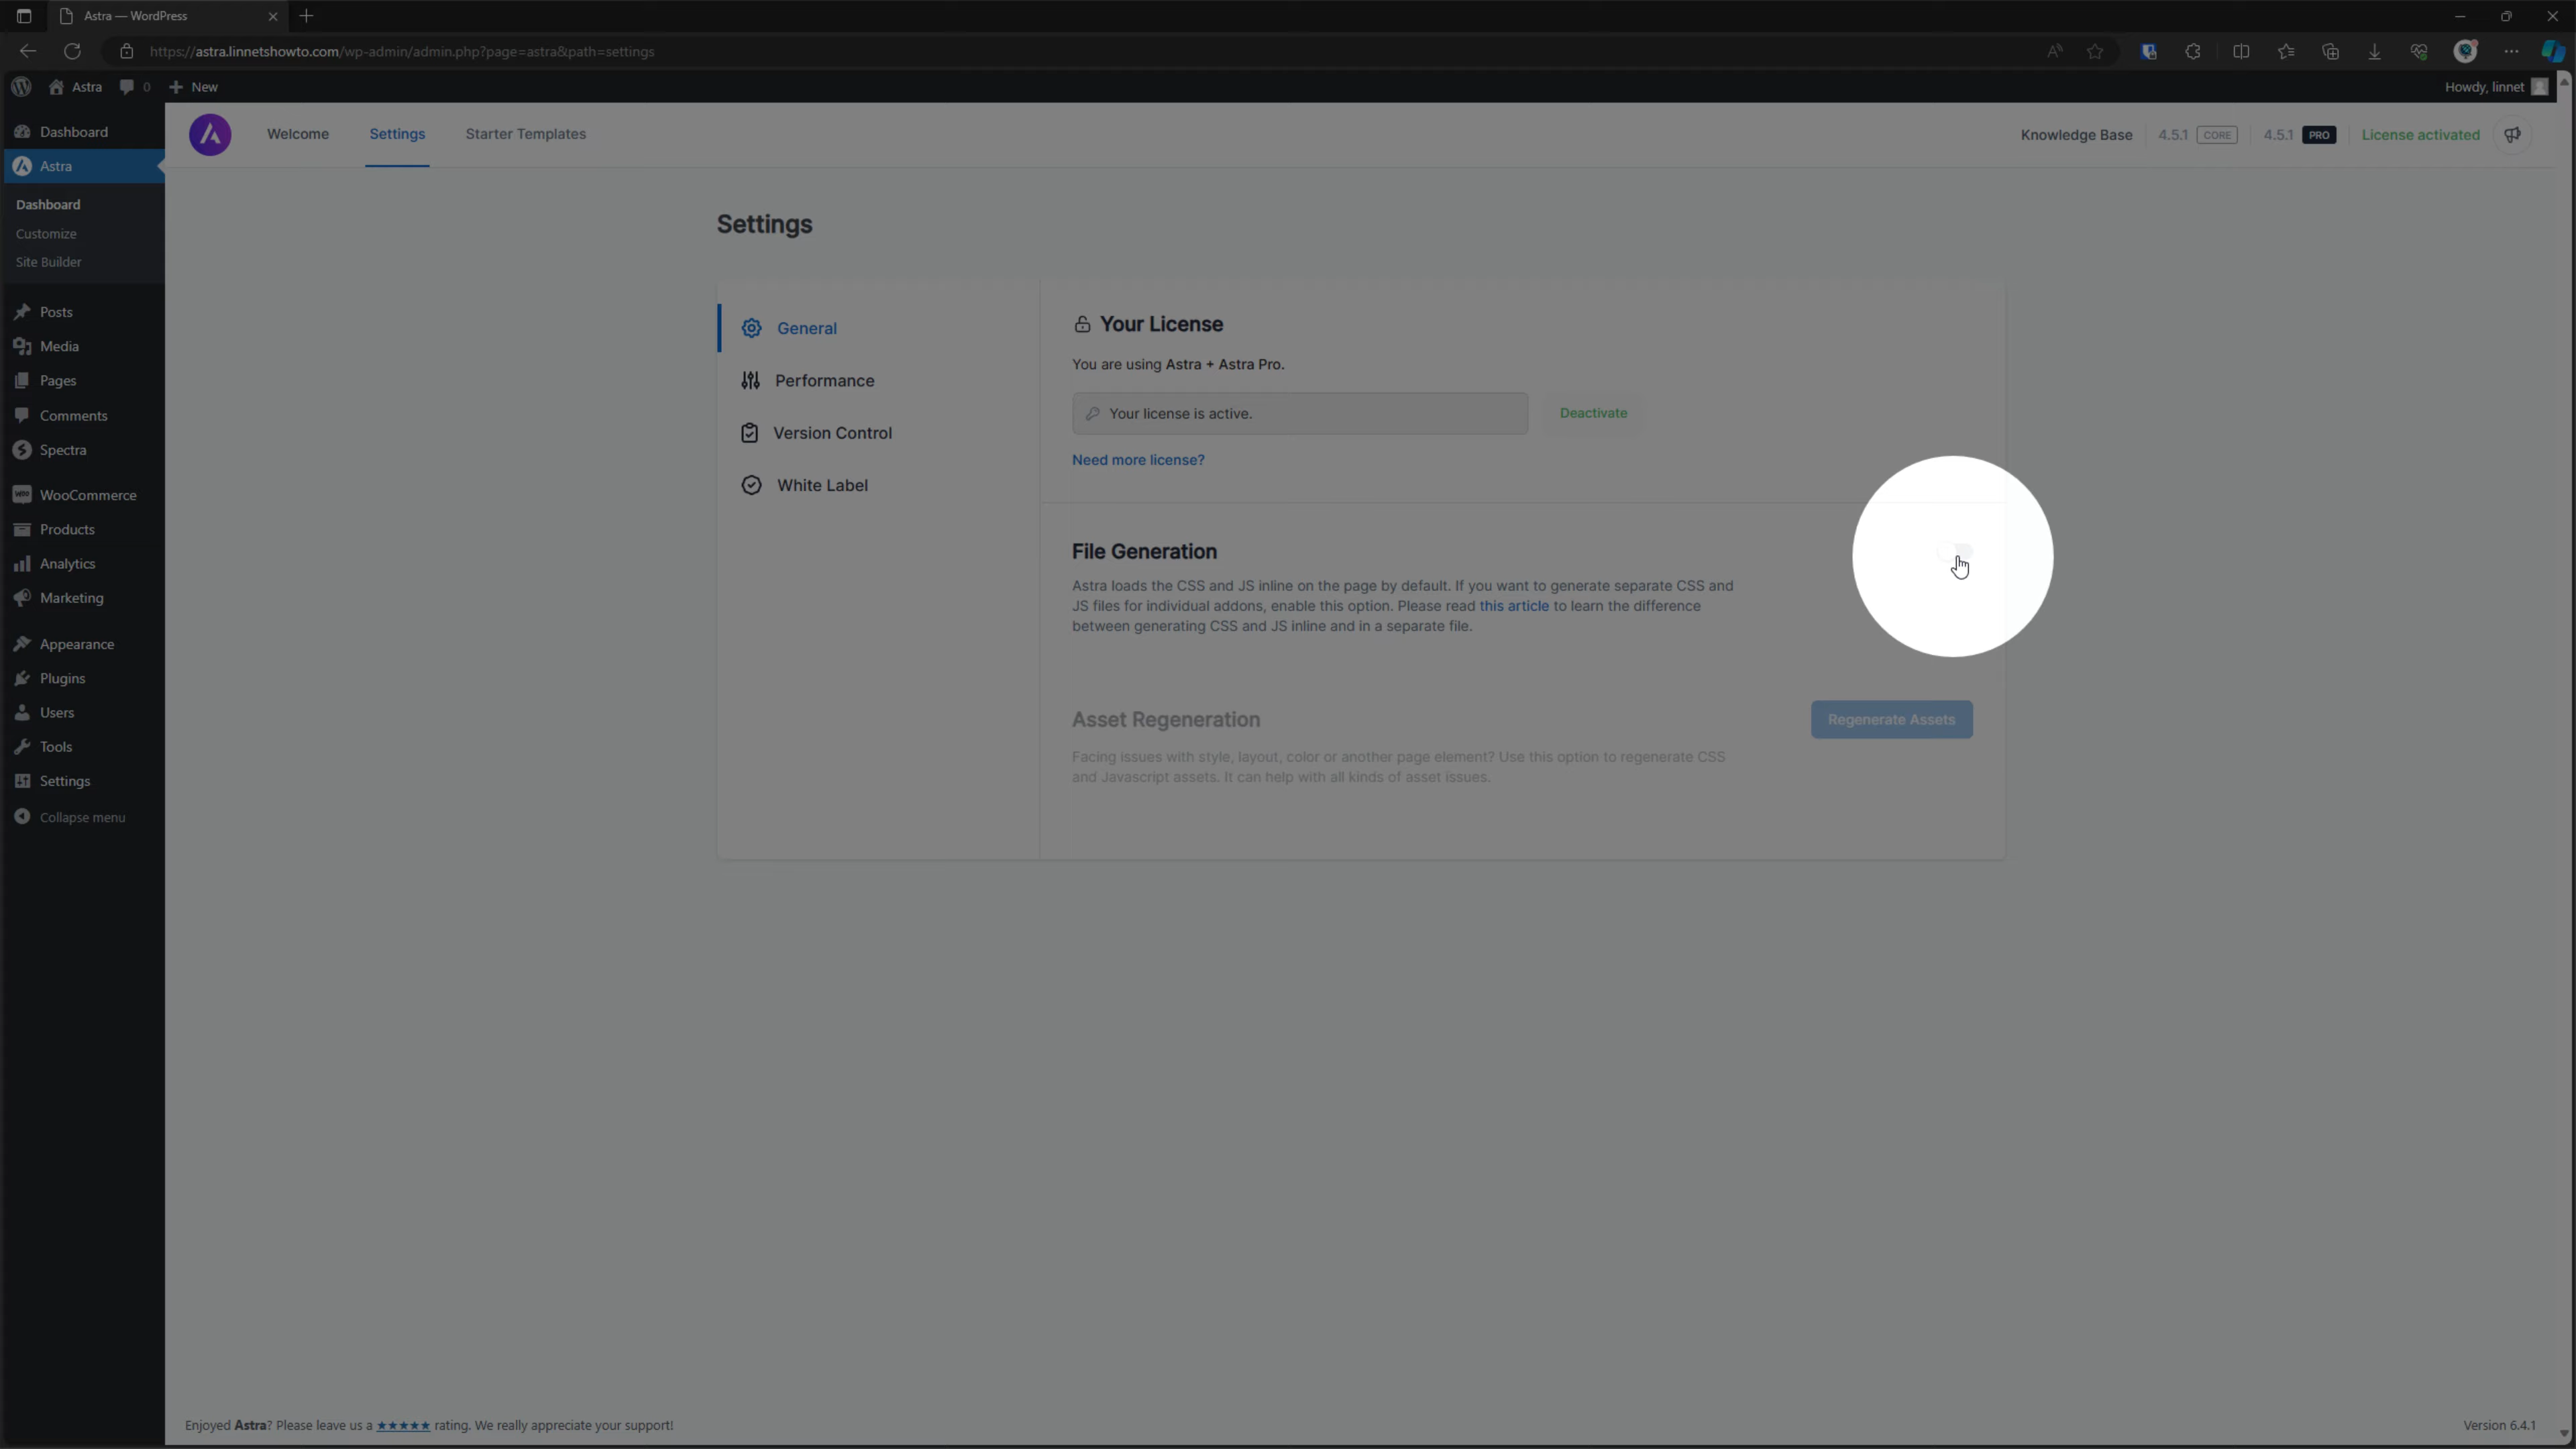 Astra — WordPress
https://astra.linnetshowto.com/wp-admin/admin.php?page=astra&path=settings
Astra
0
New
Howdy, linnet
Dashboard
Astra
Dashboard
Customize
Site Builder
Posts
Media
Pages
Comments
Spectra
WooCommerce
Products
Analytics
Marketing
Appearance
Plugins
Users
Tools
Settings
Collapse menu
Welcome
Settings
Starter Templates
Knowledge Base
4.5.1 CORE
4.5.1 PRO
License activated
Settings
General
Performance
Version Control
White Label
Your License
You are using Astra + Astra Pro.
Your license is active.
Deactivate
Need more license?
File Generation
Astra loads the CSS and JS inline on the page by default. If you want to generate separate CSS and
JS files for individual addons, enable this option. Please read this article to learn the difference
between generating CSS and JS inline and in a separate file.
Asset Regeneration
Regenerate Assets
Facing issues with style, layout, color or another page element? Use this option to regenerate CSS
and Javascript assets. It can help with all kinds of asset issues.
Enjoyed Astra? Please leave us a ★★★★★ rating. We really appreciate your support!
Version 6.4.1